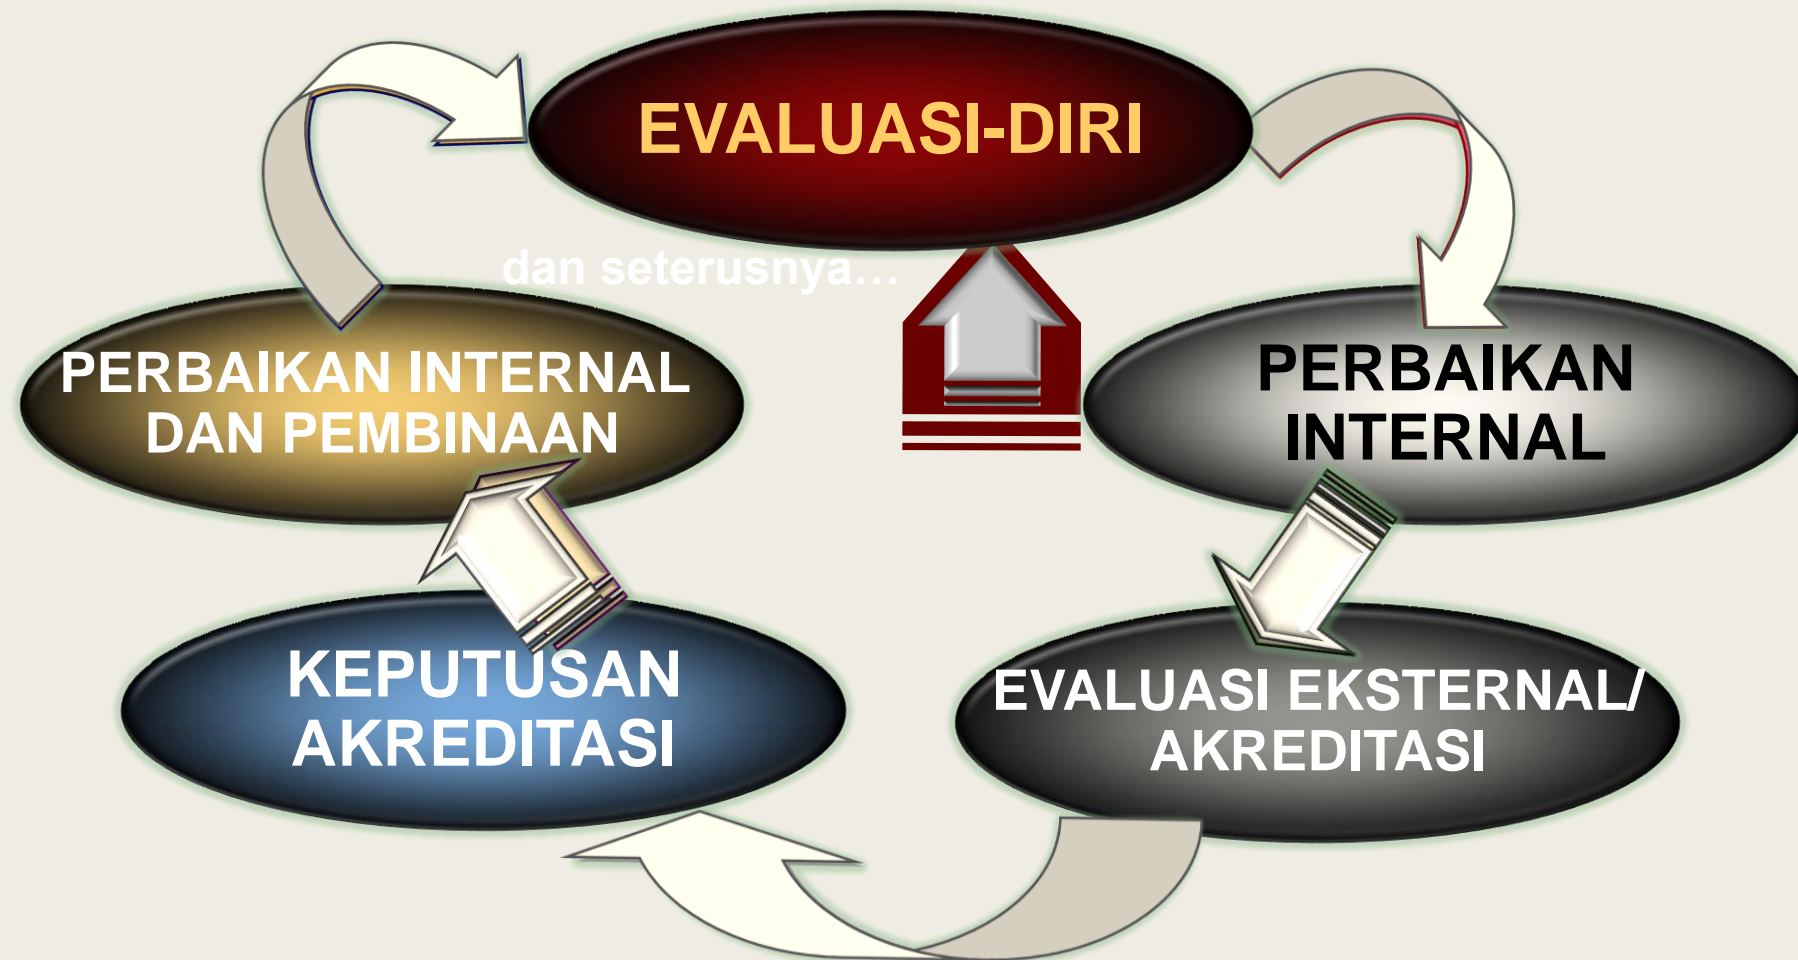 EVALUASI-DIRI
dan seterusnya...
PERBAIKAN INTERNAL
DAN PEMBINAAN
PERBAIKAN
INTERNAL
KEPUTUSAN
AKREDITASI
EVALUASI EKSTERNAL/
AKREDITASI